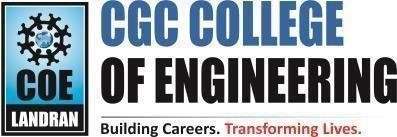 COE
LANDRAN
CGC COLLEGE
OF ENGINEERING
Building Careers. Transforming Lives.